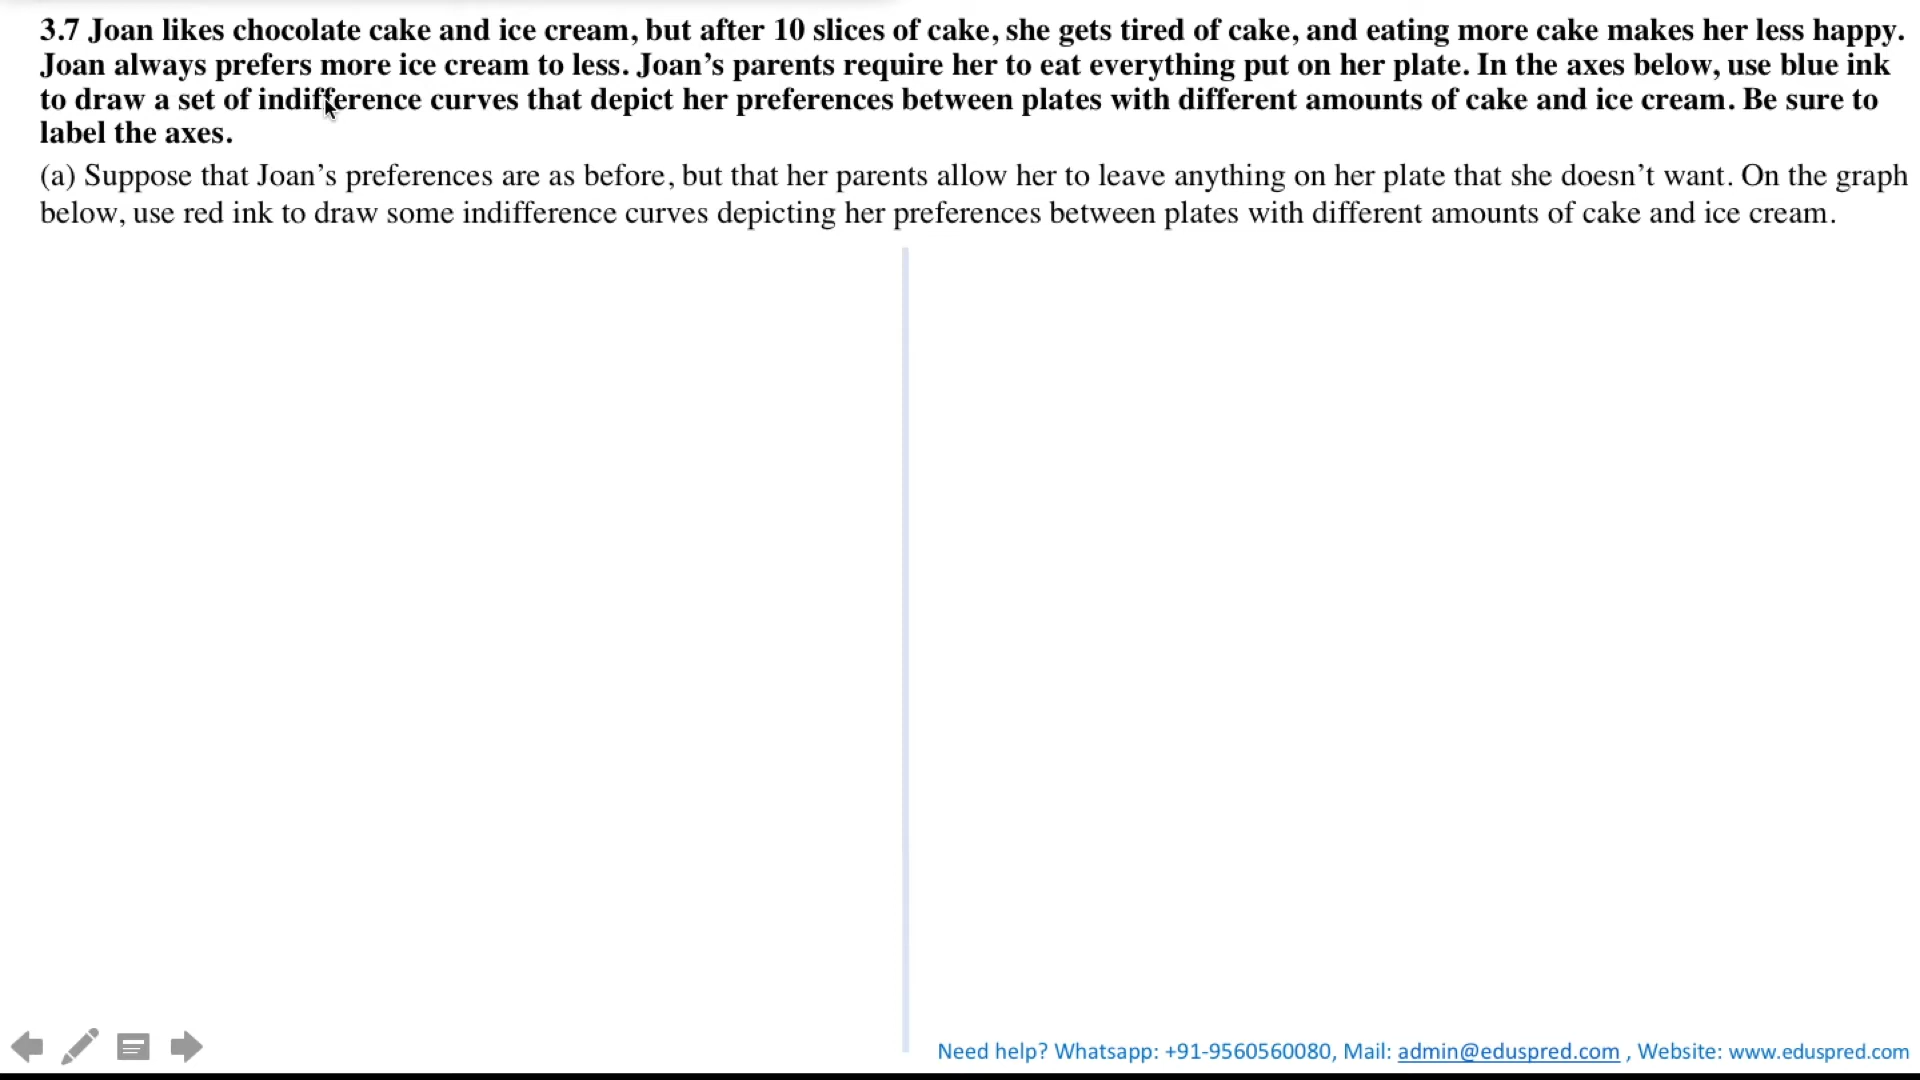 3.7 Joan likes chocolate cake and ice cream, but after 10 slices of cake, she gets tired of cake, and eating more cake makes her less happy.
Joan always prefers more ice cream to less. Joan’s parents require her to eat everything put on her plate. In the axes below, use blue ink
to draw a set of indifference curves that depict her preferences between plates with different amounts of cake and ice cream. Be sure to
label the axes.
(a) Suppose that Joan’s preferences are as before, but that her parents allow her to leave anything on her plate that she doesn’t want. On the graph
below, use red ink to draw some indifference curves depicting her preferences between plates with different amounts of cake and ice cream.
Need help? Whatsapp: +91-9560560080, Mail: admin@eduspred.com , Website: www.eduspred.com